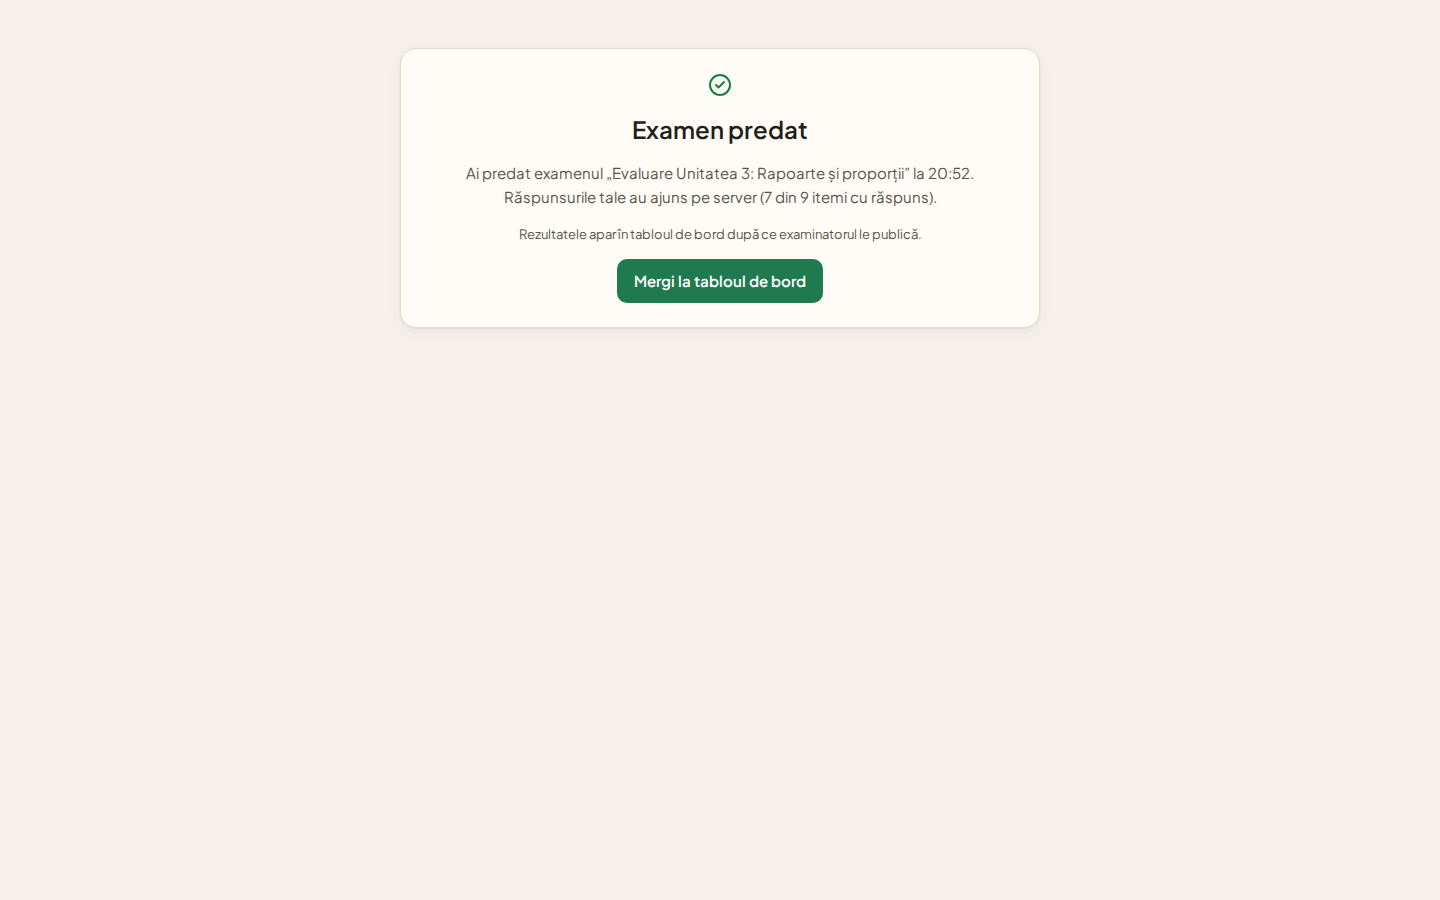 Examen predat
Ai predat examenul „Evaluare Unitatea 3: Rapoarte și proporții” la 20:52.
Răspunsurile tale au ajuns pe server (7 din 9 itemi cu răspuns).
Rezultatele apar în tabloul de bord după ce examinatorul le publică.
Mergi la tabloul de bord